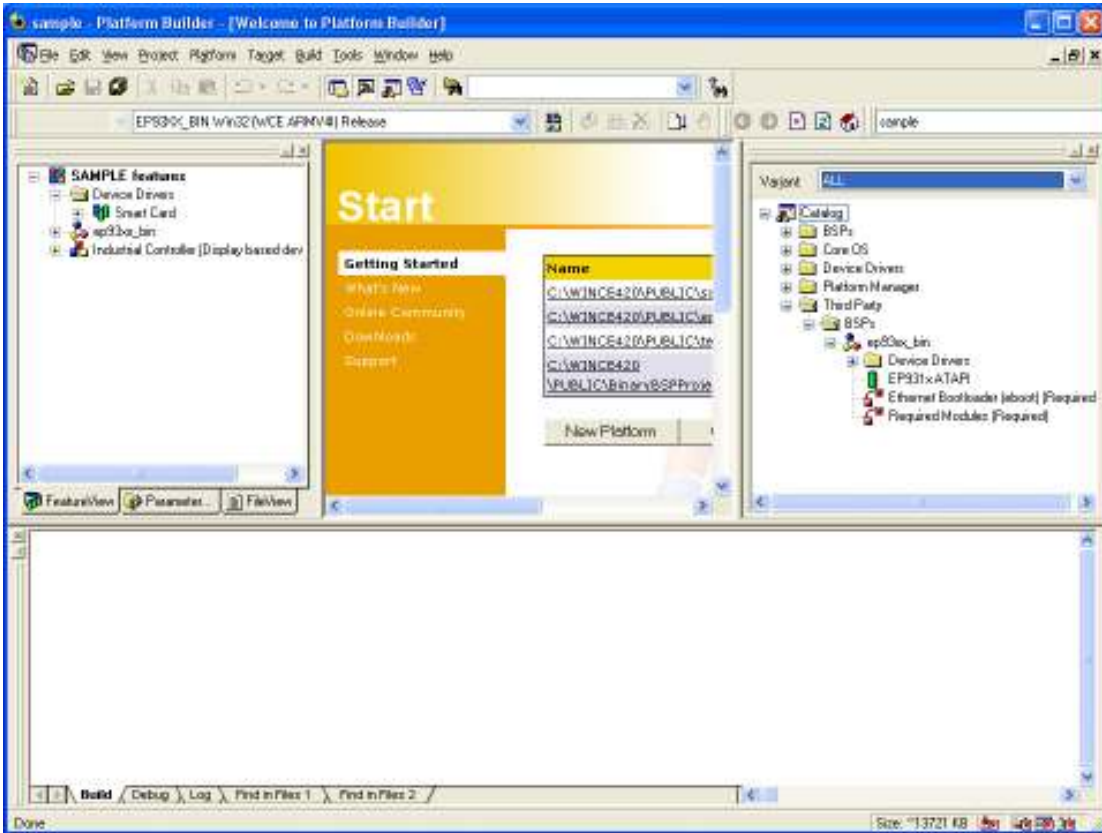 sample - Platform Builder - [Welcome to Platform Builder]
File Edit View Project Platform Target Build Tools Window Help
EP93XX_BIN Win32 (WCE ARMV4I) Release
sample
SAMPLE features
Device Drivers
Smart Card
ep93xx_bin
Industrial Controller (Display based dev
FeatureView
Parameter...
FileView
Start
Getting Started
What's New
Online Community
Downloads
Support
Name
C:\WINCE420\PUBLIC\sa
C:\WINCE420\PUBLIC\
C:\WINCE420\PUBLIC\te
C:\WINCE420
\PUBLIC\BinaryBSPProje
New Platform
Variant ALL
Catalog
BSPs
Core OS
Device Drivers
Platform Manager
Third Party
BSPs
ep93xx_bin
Device Drivers
EP931x ATAPI
Ethernet Bootloader (eboot) (Required
Required Modules (Required)
Build Debug Log Find in Files 1 Find in Files 2
Done
Size: ~13721 KB